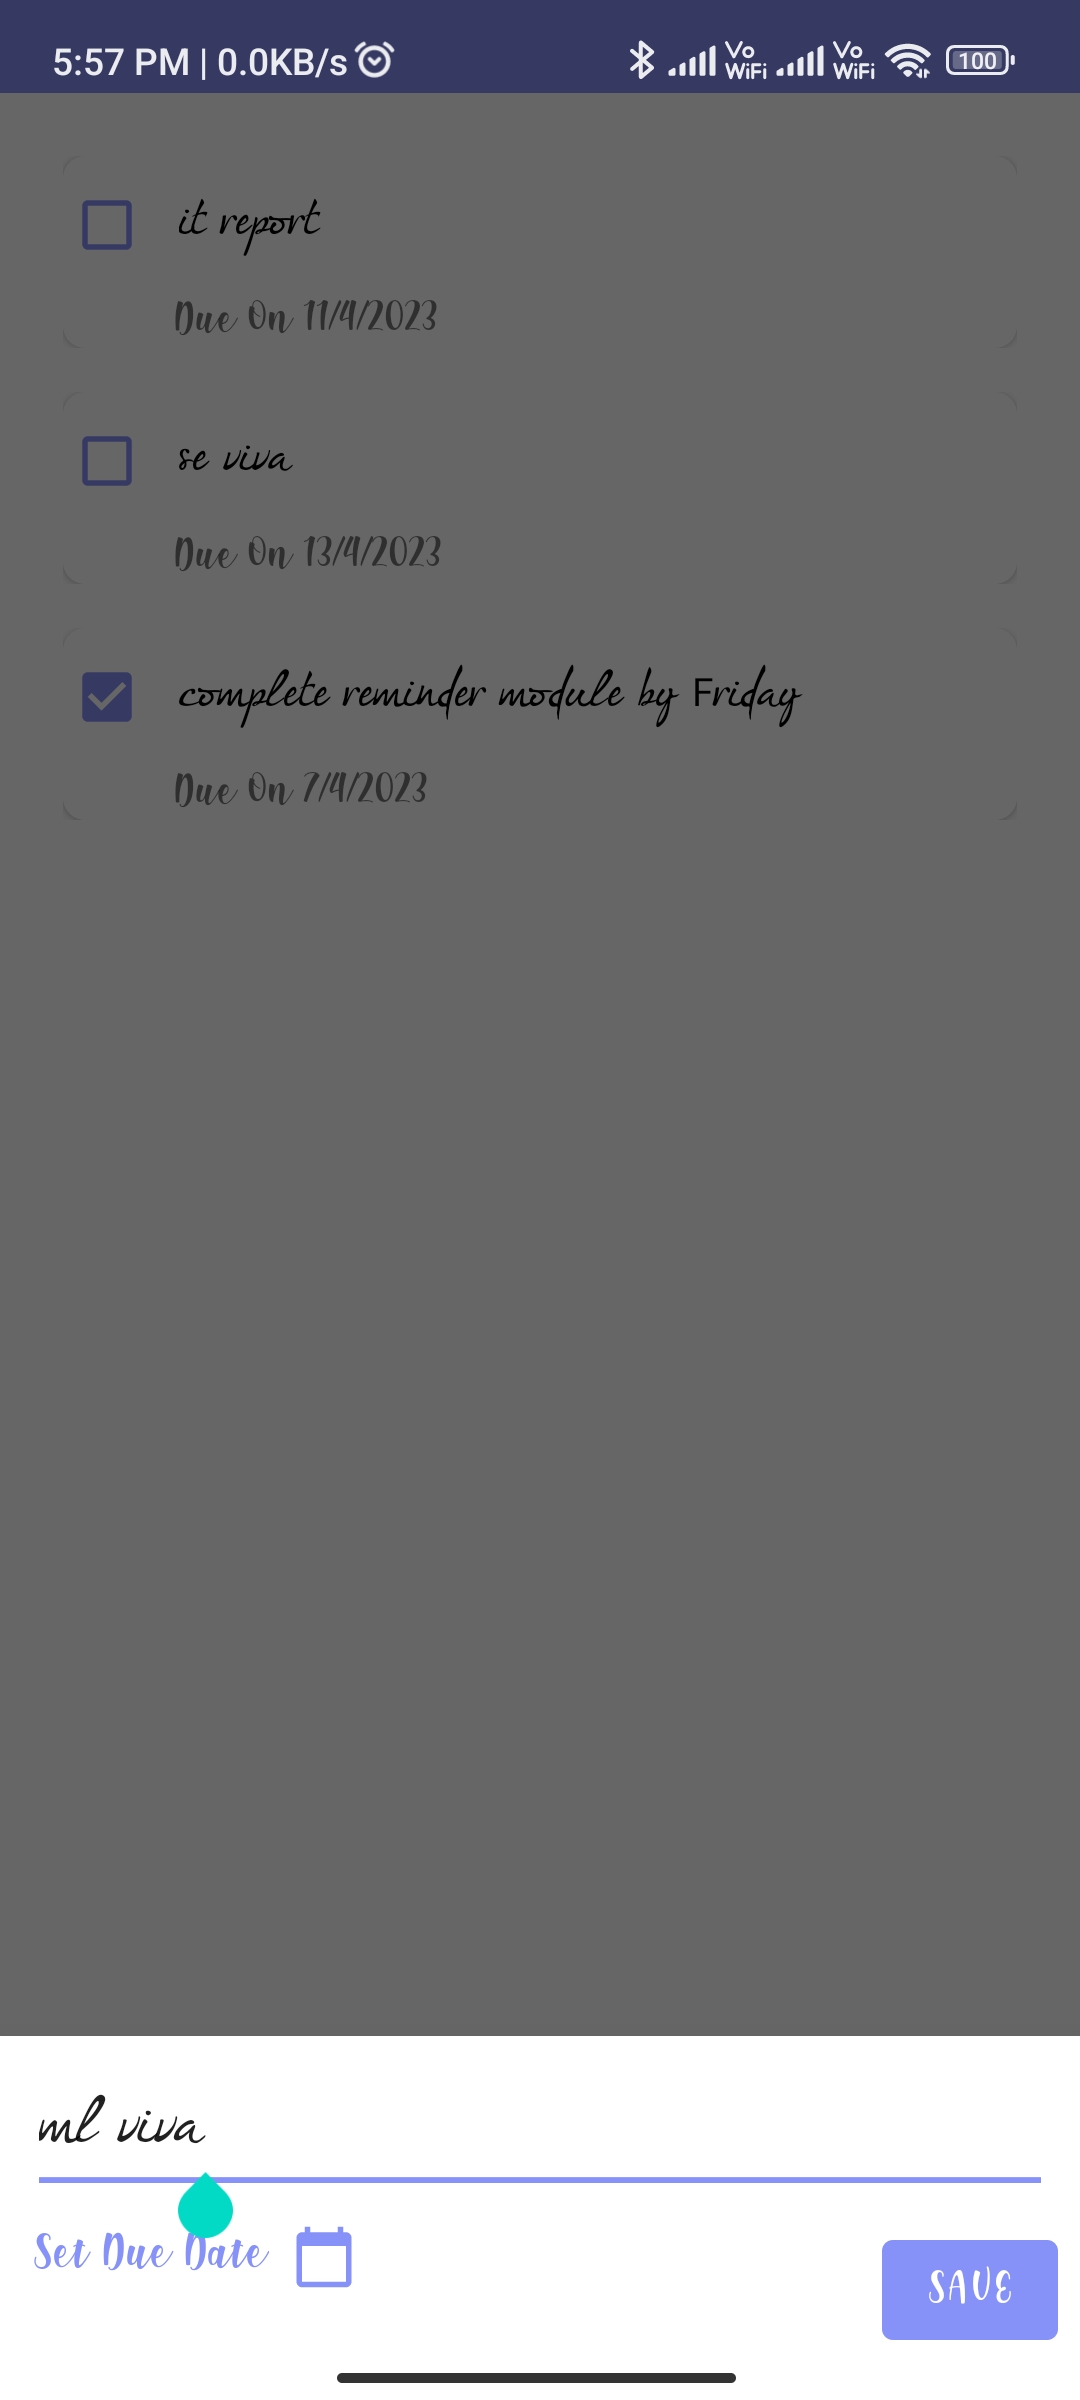 5:57 PM | 0.0KB/s Vo WiFi Vo WiFi 100
it report
Due On 11/4/2023
se viva
Due On 13/4/2023
complete reminder module by Friday
Due On 7/4/2023
ml viva
Set Due Date
SAVE